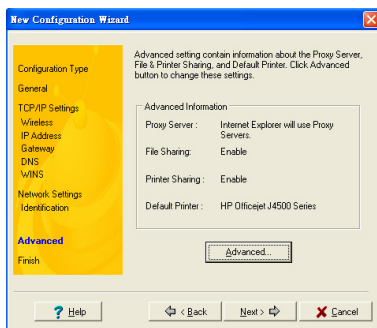 New Configuration Wizard
Configuration Type
General
TCP/IP Settings
Wireless
IP Address
Gateway
DNS
WINS
Network Settings
Identification
Advanced
Finish
Advanced setting contain information about the Proxy Server,
File & Printer Sharing, and Default Printer. Click Advanced
button to change these settings.
Advanced Information
Proxy Server : Internet Explorer will use Proxy
Servers.
File Sharing: Enable
Printer Sharing : Enable
Default Printer : HP Officejet J4500 Series
Advanced...
? Help
< Back
Next >
Cancel